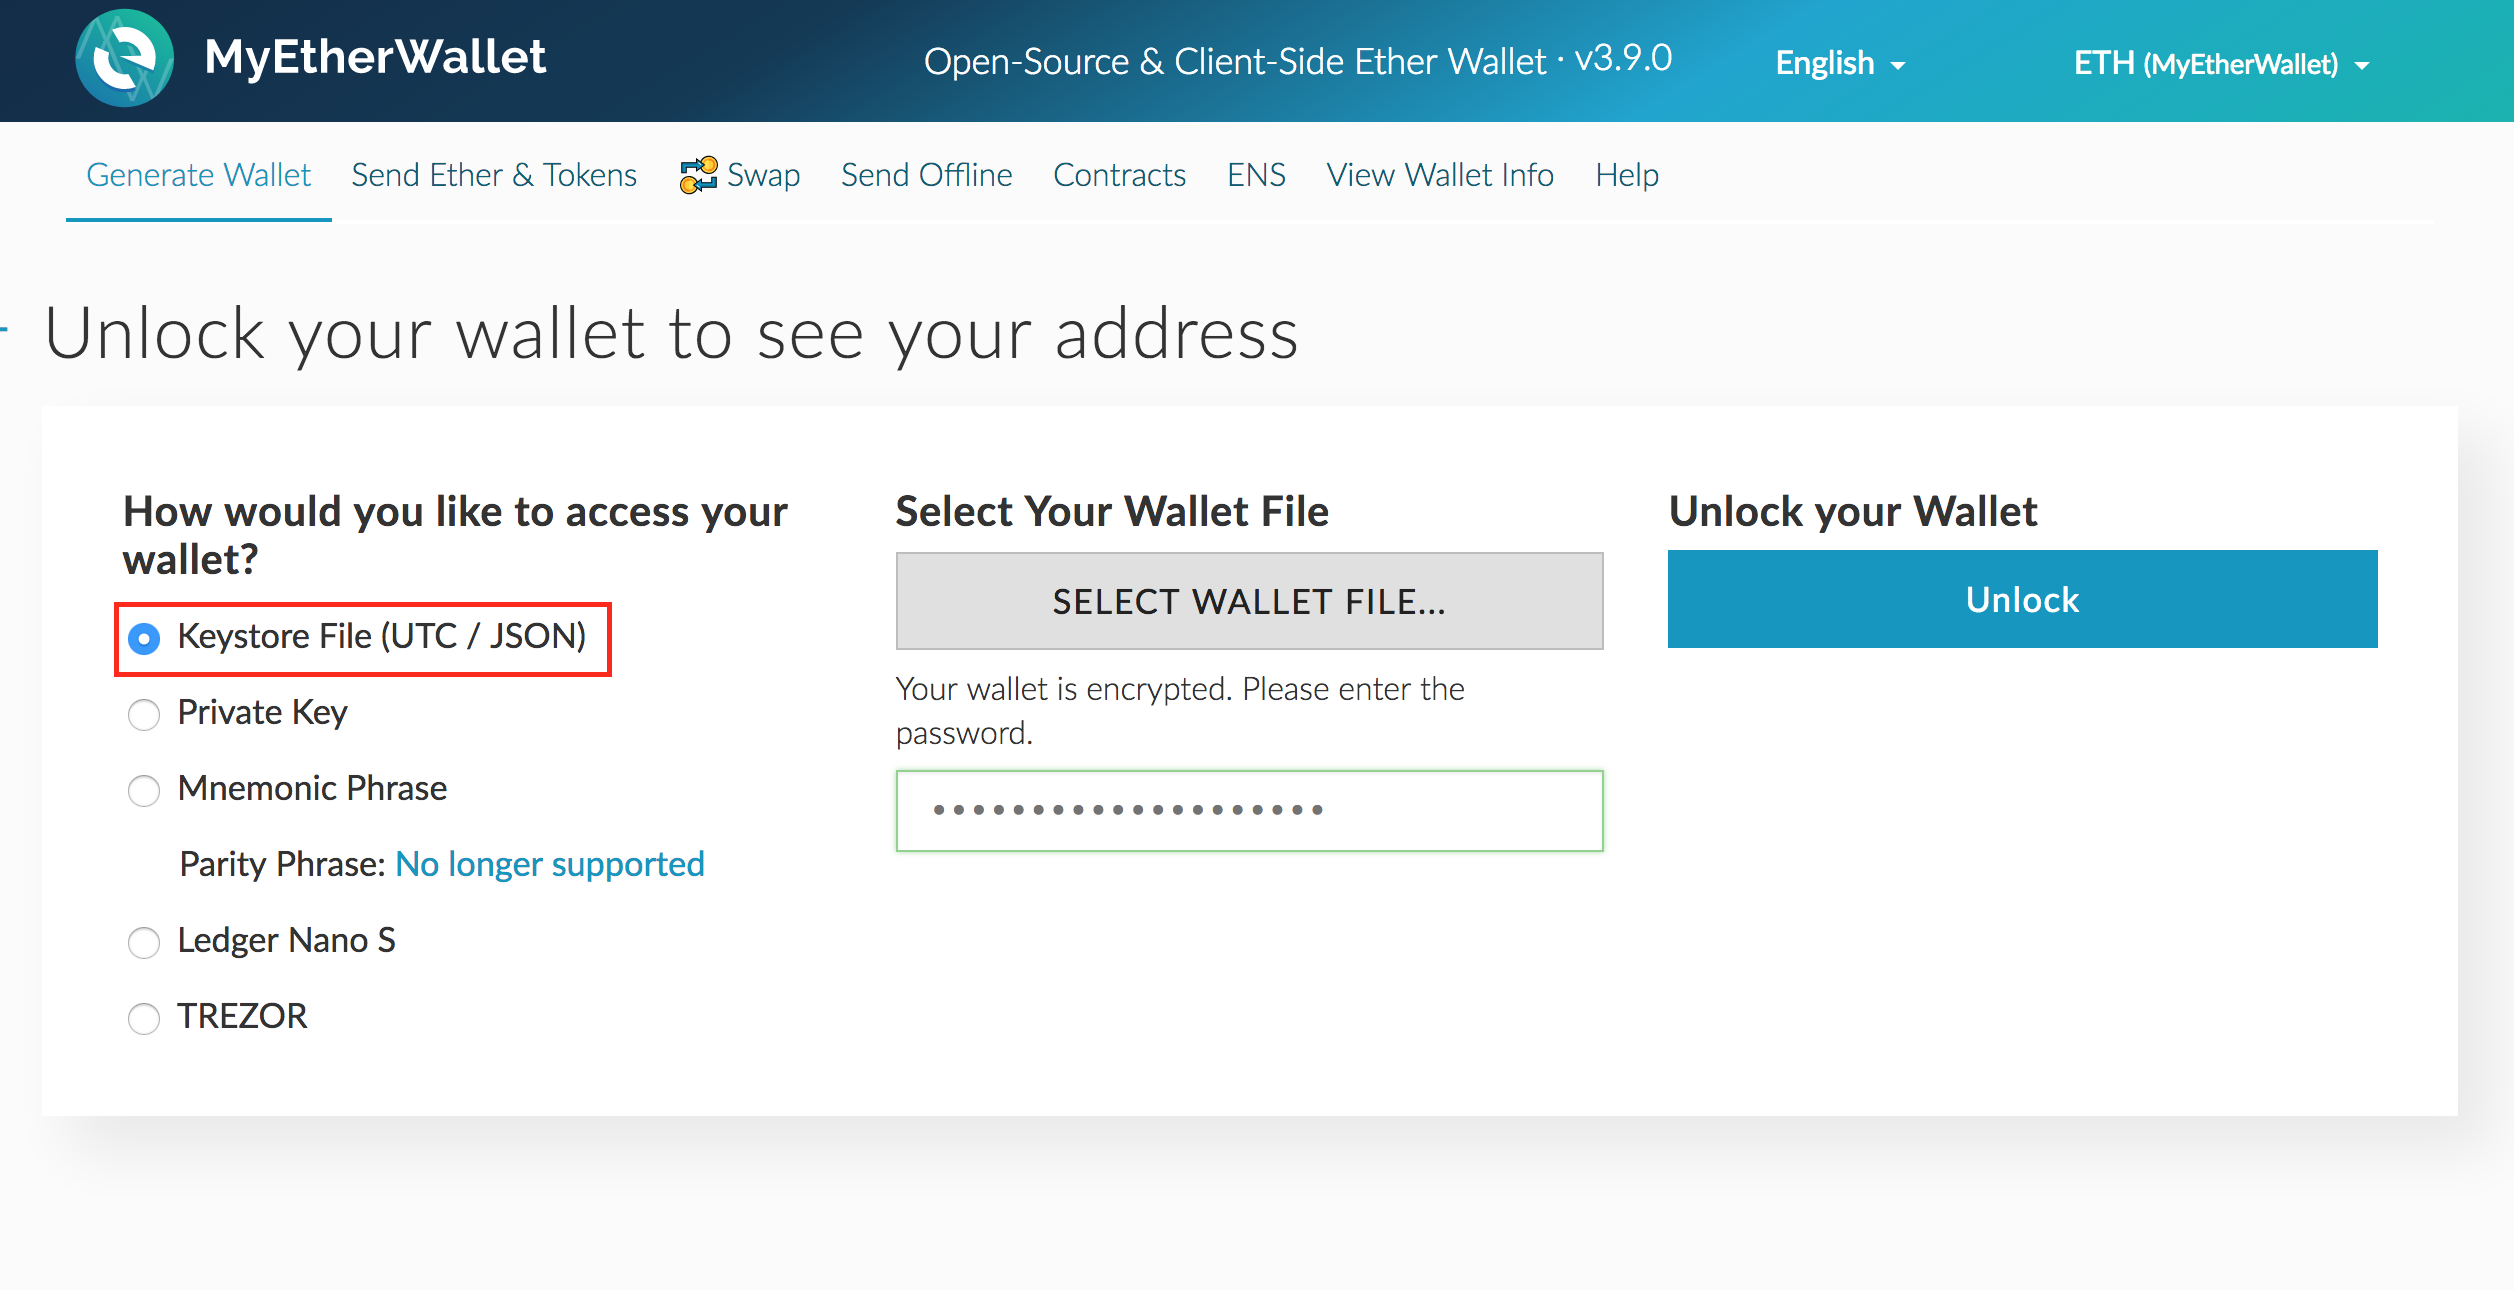 MyEtherWallet
Open-Source & Client-Side Ether Wallet · v3.9.0
English
ETH (MyEtherWallet)
Generate Wallet
Send Ether & Tokens
Swap
Send Offline
Contracts
ENS
View Wallet Info
Help
Unlock your wallet to see your address
How would you like to access your
wallet?
Keystore File (UTC / JSON)
Private Key
Mnemonic Phrase
Parity Phrase: No longer supported
Ledger Nano S
TREZOR
Select Your Wallet File
SELECT WALLET FILE...
Your wallet is encrypted. Please enter the
password.
Unlock your Wallet
Unlock